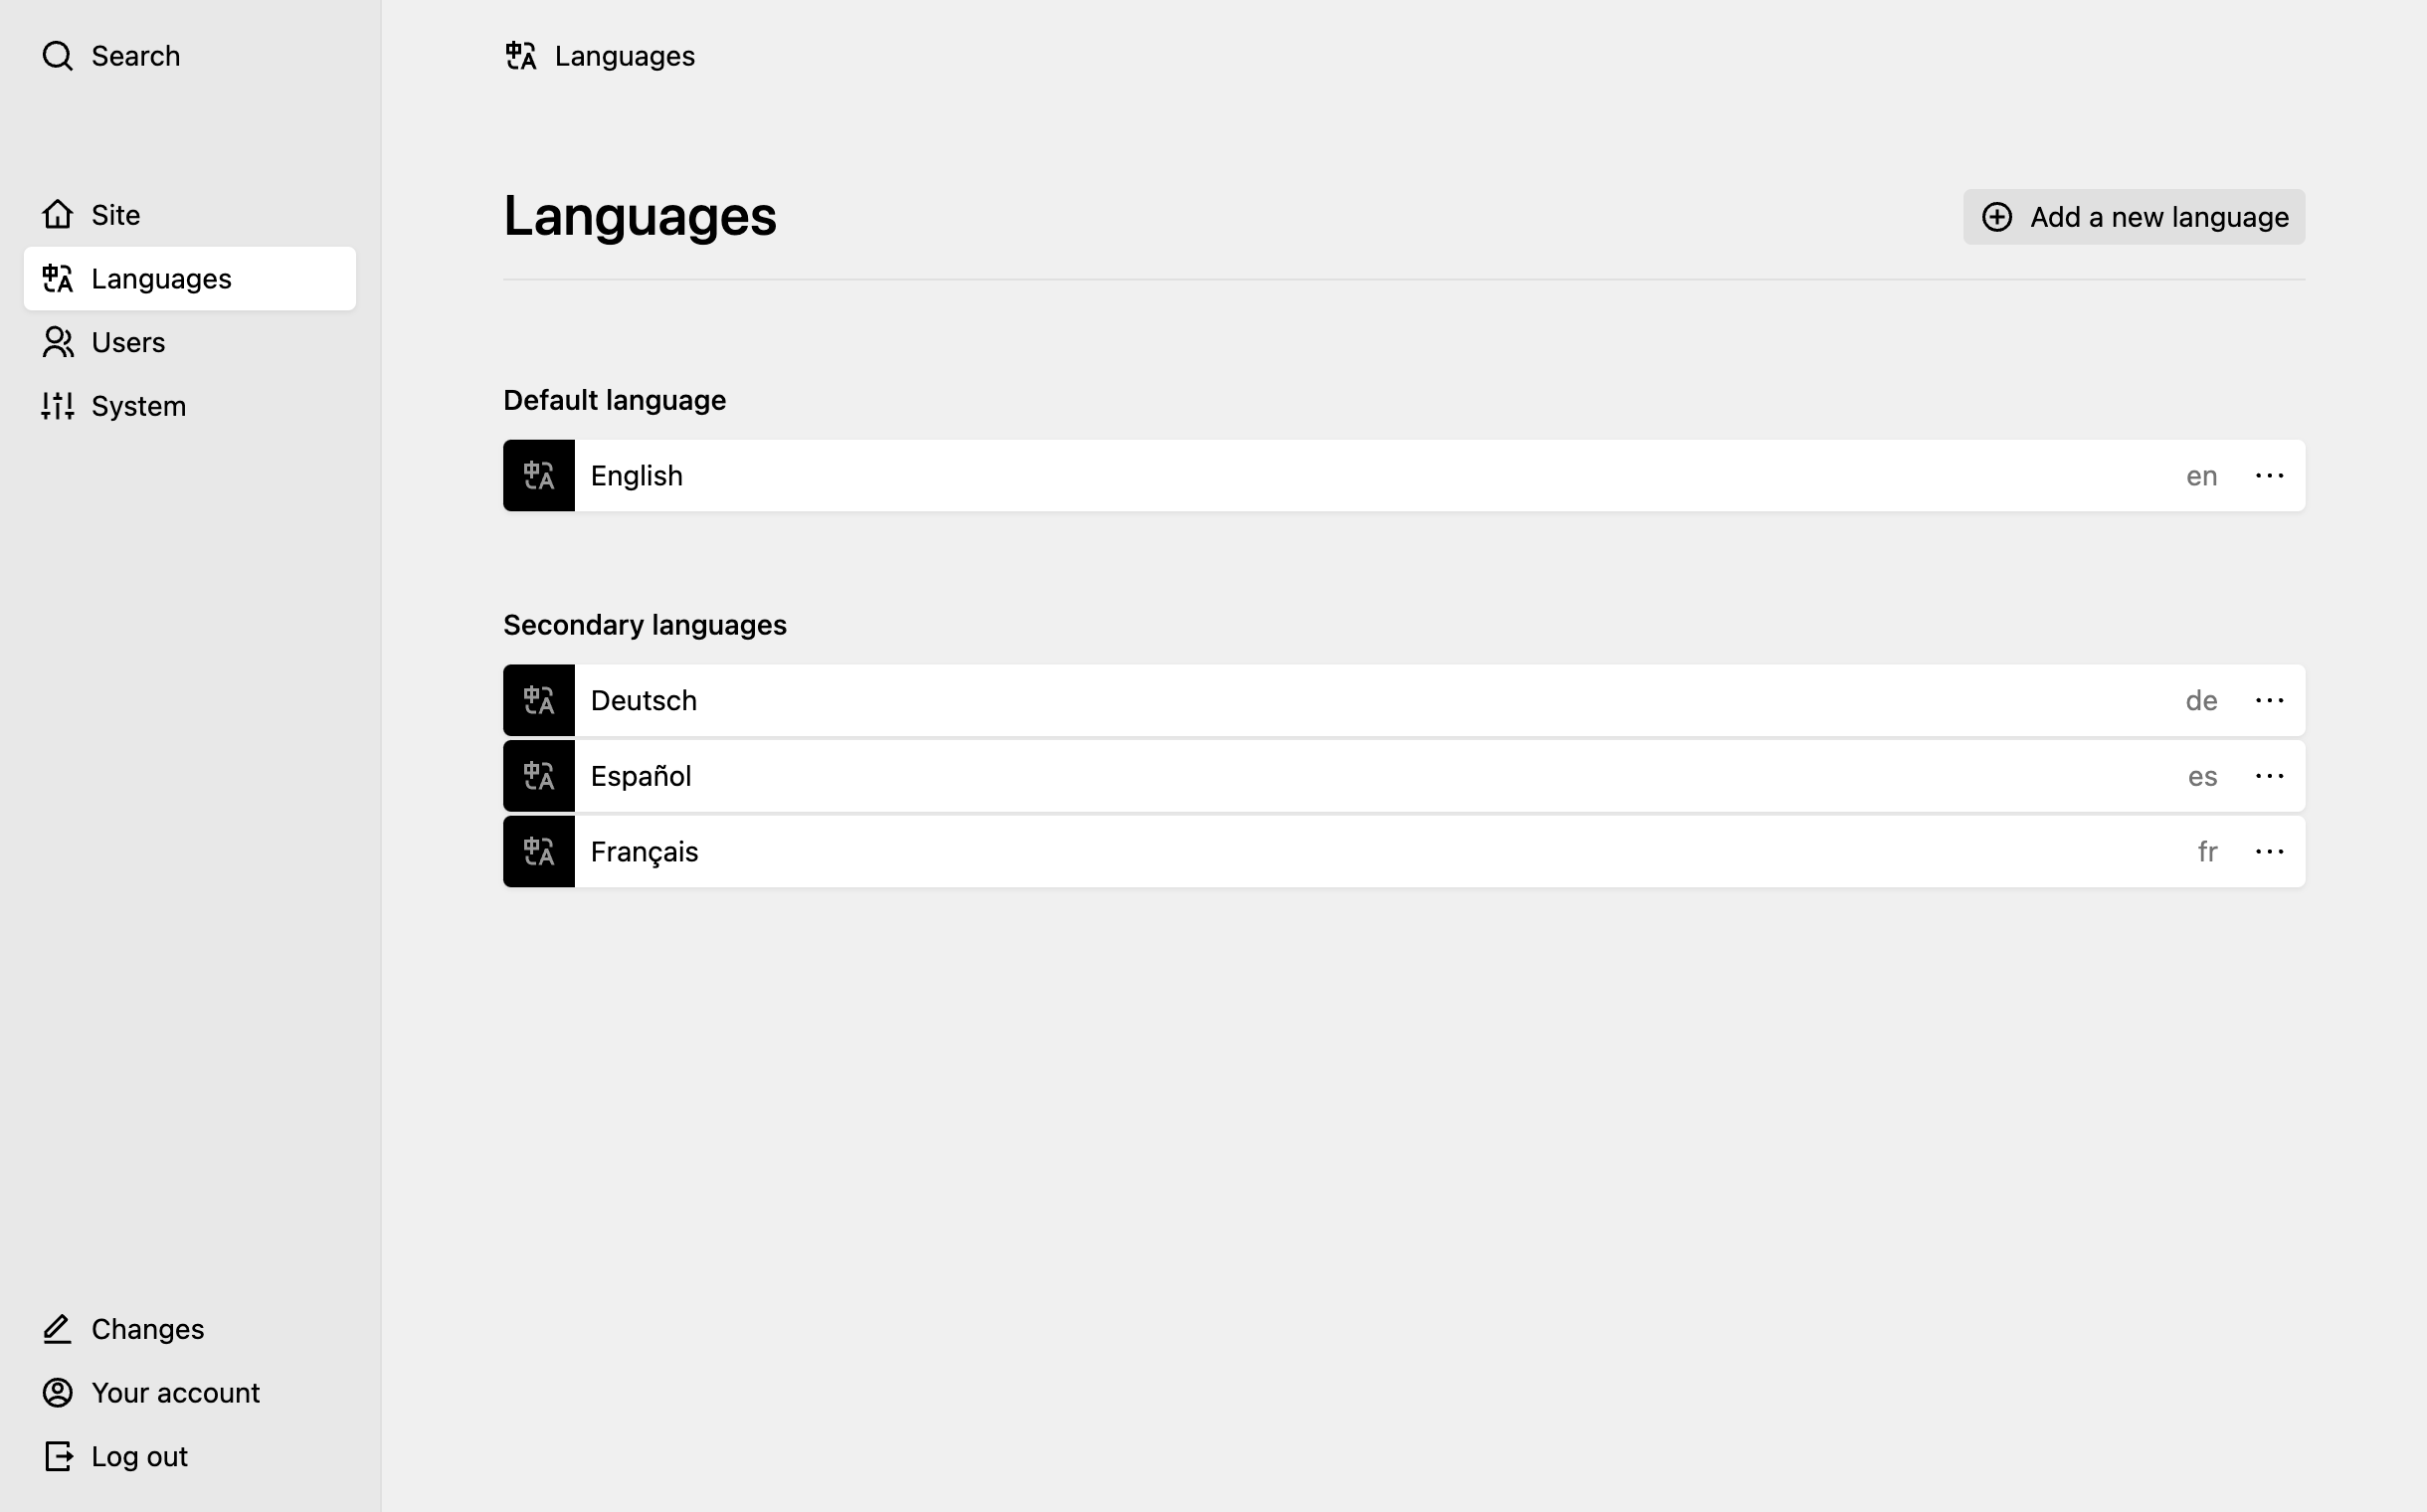 Search
Site
Languages
Users
System
Changes
Your account
Log out
Languages
Languages
Add a new language
Default language
English en
Secondary languages
Deutsch de
Español es
Français fr